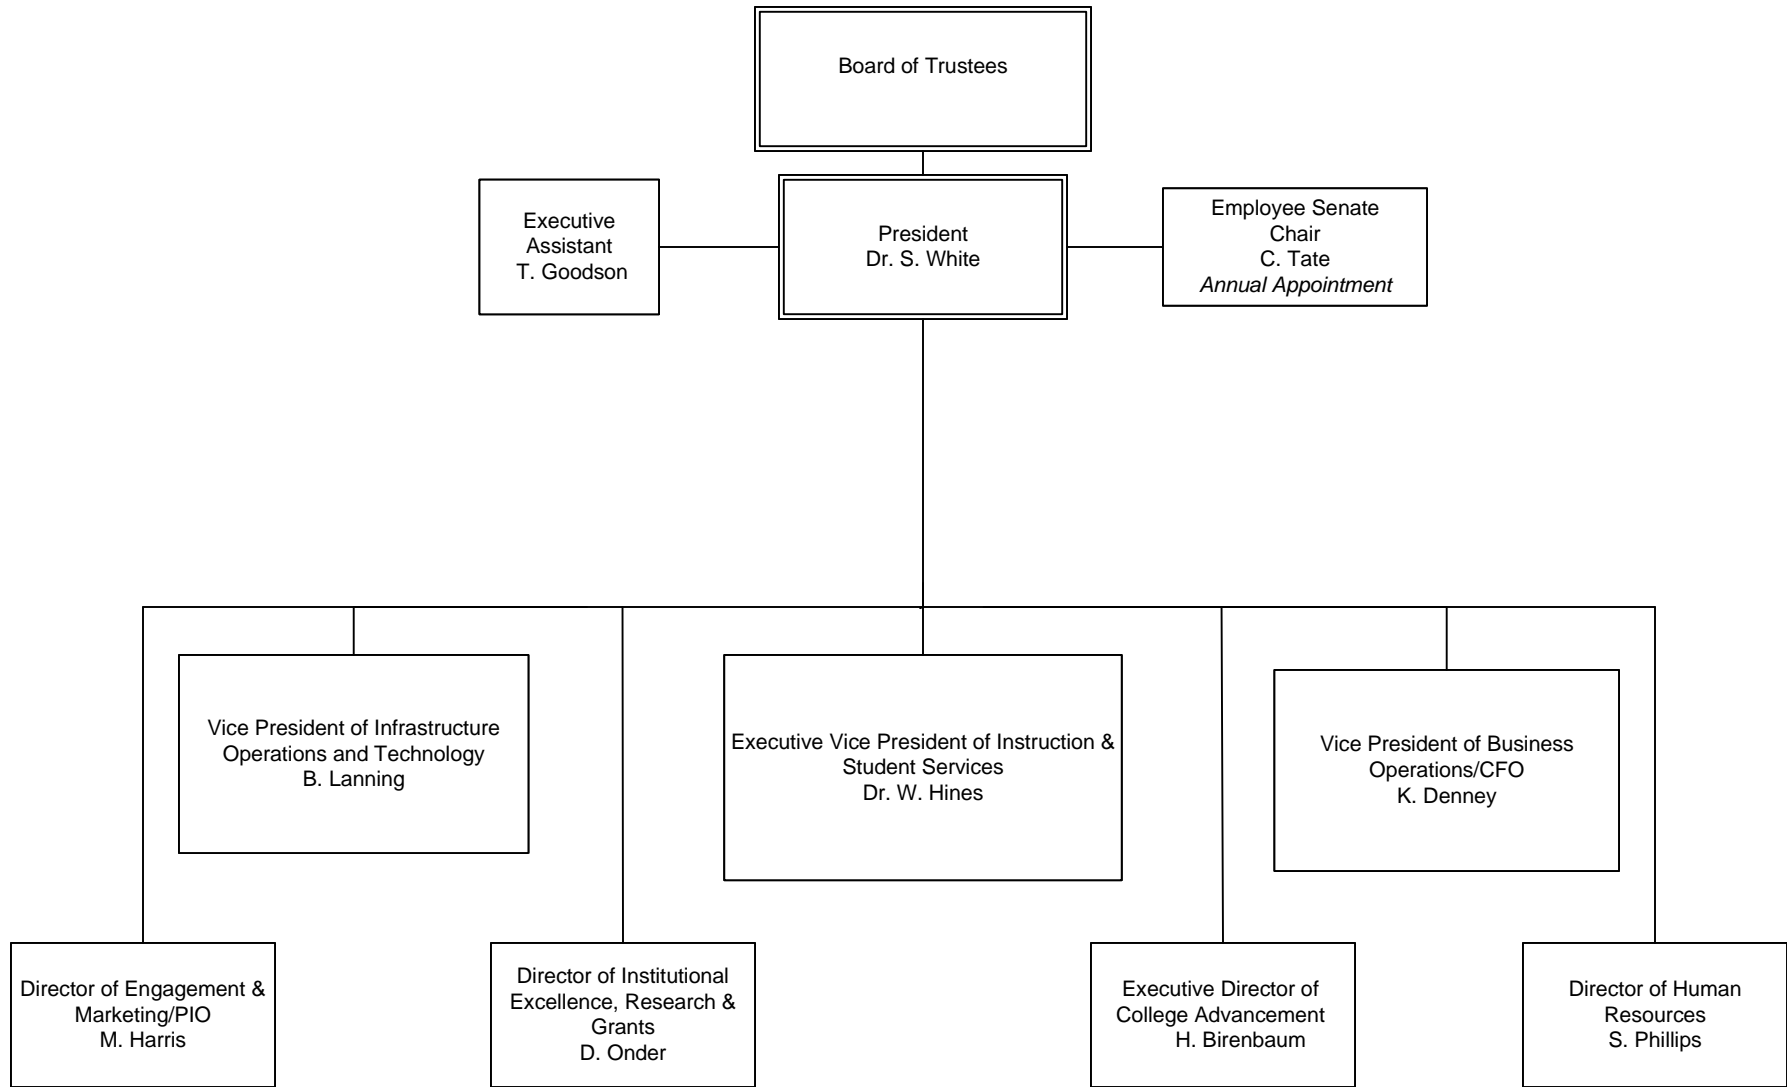 Board of Trustees
Executive
Assistant
T. Goodson
President
Dr. S. White
Employee Senate
Chair
C. Tate
Annual Appointment
Vice President of Infrastructure
Operations and Technology
B. Lanning
Executive Vice President of Instruction &
Student Services
Dr. W. Hines
Vice President of Business
Operations/CFO
K. Denney
Director of Engagement &
Marketing/PIO
M. Harris
Director of Institutional
Excellence, Research &
Grants
D. Onder
Executive Director of
College Advancement
H. Birenbaum
Director of Human
Resources
S. Phillips